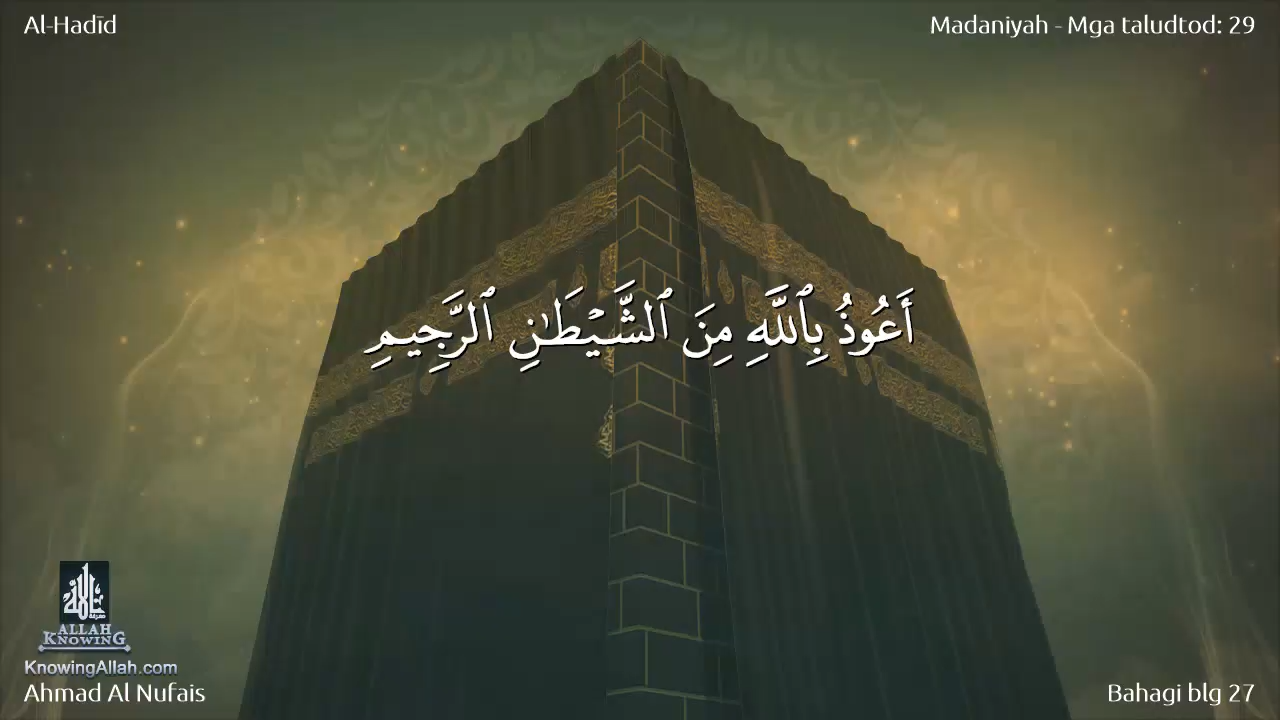 Al-Hadīd
Madaniyah - Mga taludtod: 29
أَعُوذُ بِٱللَّهِ مِنَ ٱلشَّيْطَٰنِ ٱلرَّجِيمِ
ALLAH
KNOWING
KnowingAllah.com
Ahmad Al Nufais
Bahagi blg 27